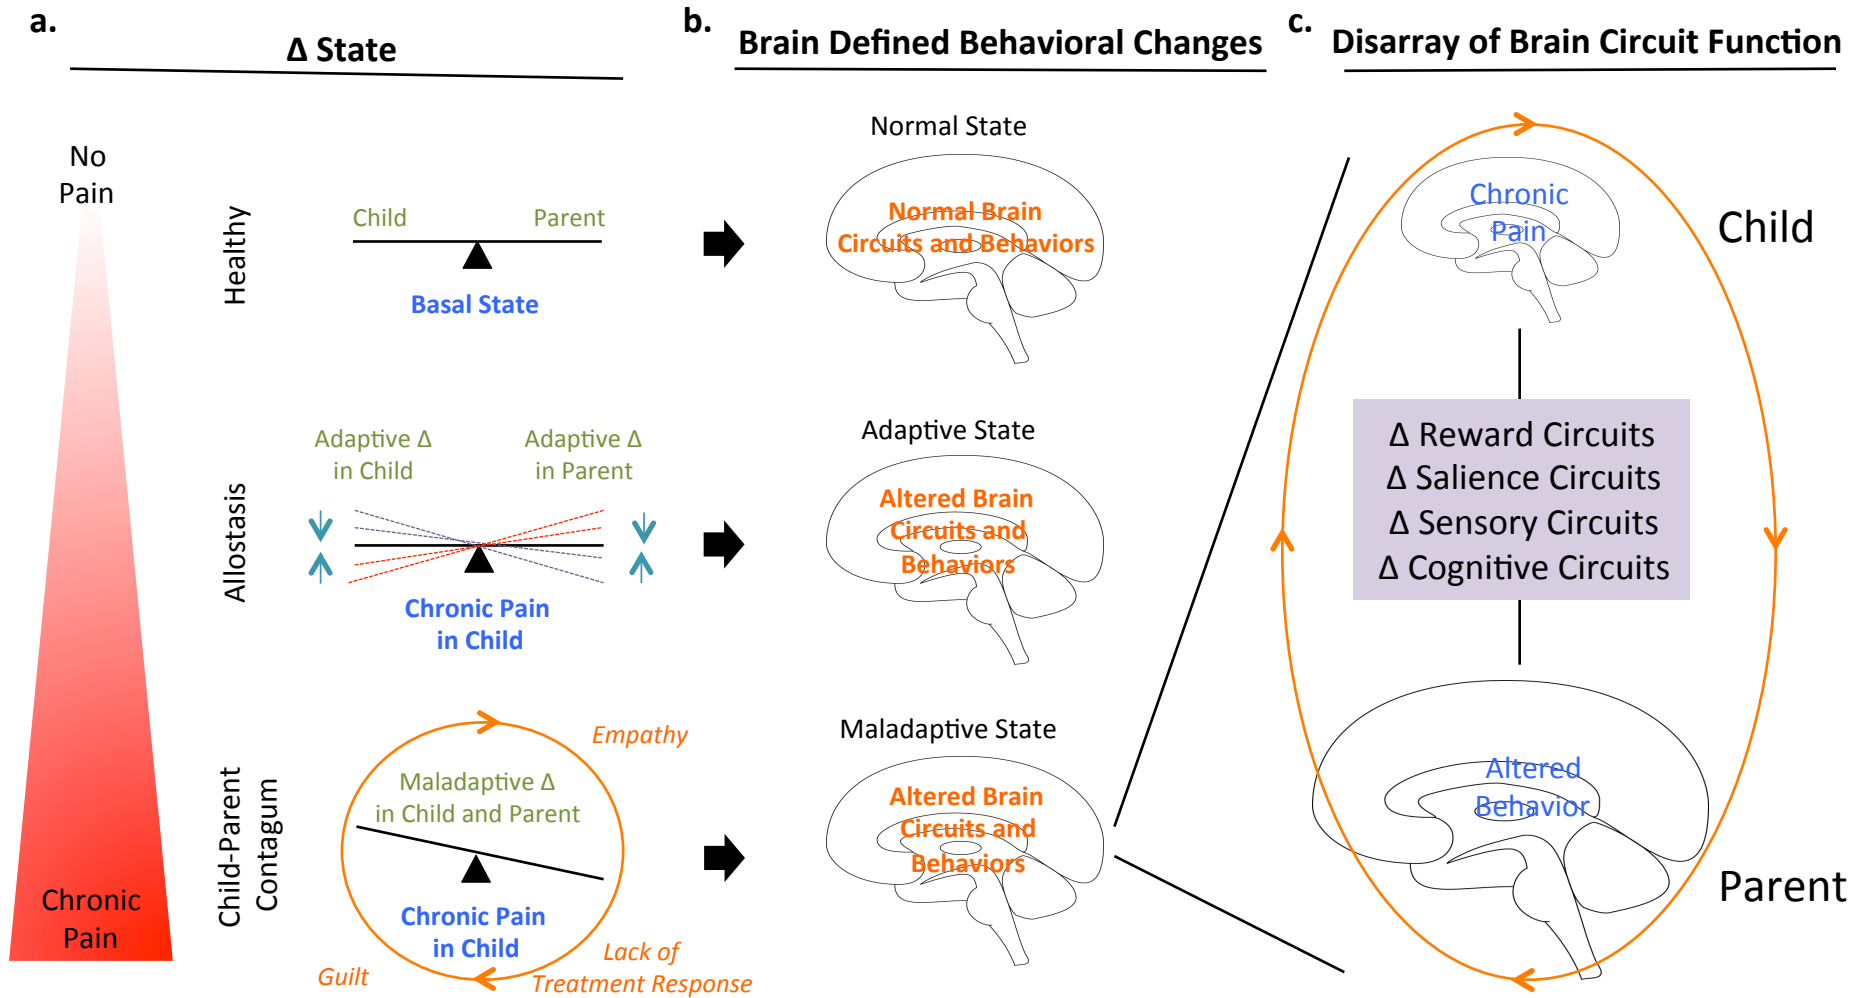 a.
Δ State
No
Pain
Chronic
Pain
Healthy
Child
Parent
Basal State
Allostasis
Adaptive Δ
in Child
Adaptive Δ
in Parent
Chronic Pain
in Child
Child-Parent
Contagum
Empathy
Maladaptive Δ
in Child and Parent
Chronic Pain
in Child
Guilt
Lack of
Treatment Response
b.
Brain Defined Behavioral Changes
Normal State
Normal Brain
Circuits and Behaviors
Adaptive State
Altered Brain
Circuits and
Behaviors
Maladaptive State
Altered Brain
Circuits and
Behaviors
c.
Disarray of Brain Circuit Function
Chronic
Pain
Child
Δ Reward Circuits
Δ Salience Circuits
Δ Sensory Circuits
Δ Cognitive Circuits
Altered
Behavior
Parent